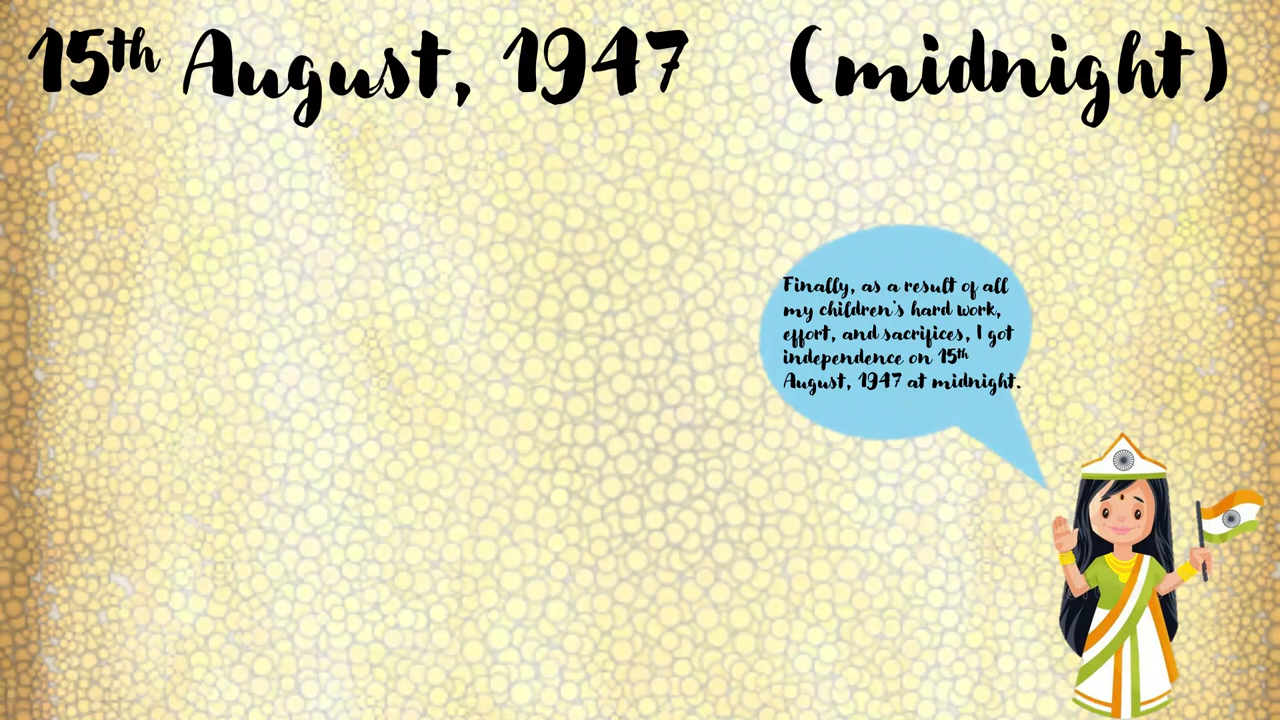 15th August, 1947 (midnight)
Finally, as a result of all
my children's hard work,
effort, and sacrifices, I got
independence on 15th
August, 1947 at midnight.